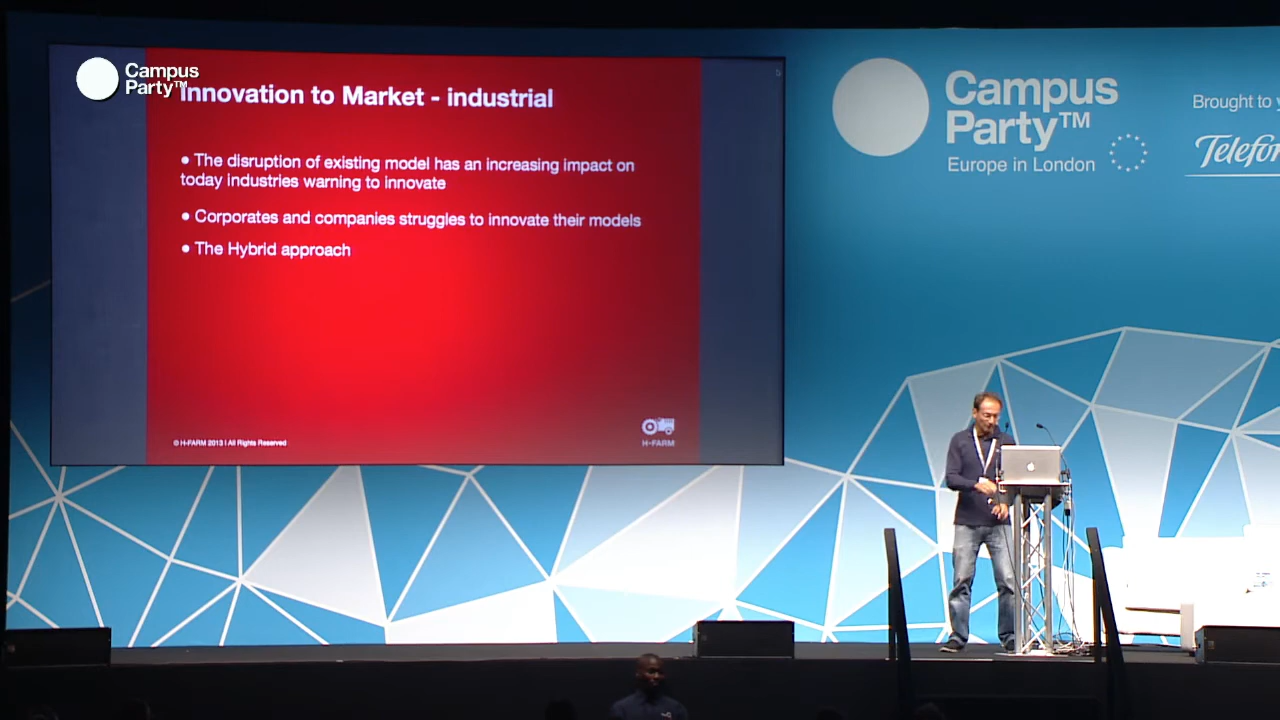 Campus
Party™
Innovation to Market - industrial
• The disruption of existing model has an increasing impact on
today industries warning to innovate
• Corporates and companies struggles to innovate their models
• The Hybrid approach
© H-FARM 2013 | All Rights Reserved
H-FARM
Campus
Party™
Europe in London
Brought to
Telefón